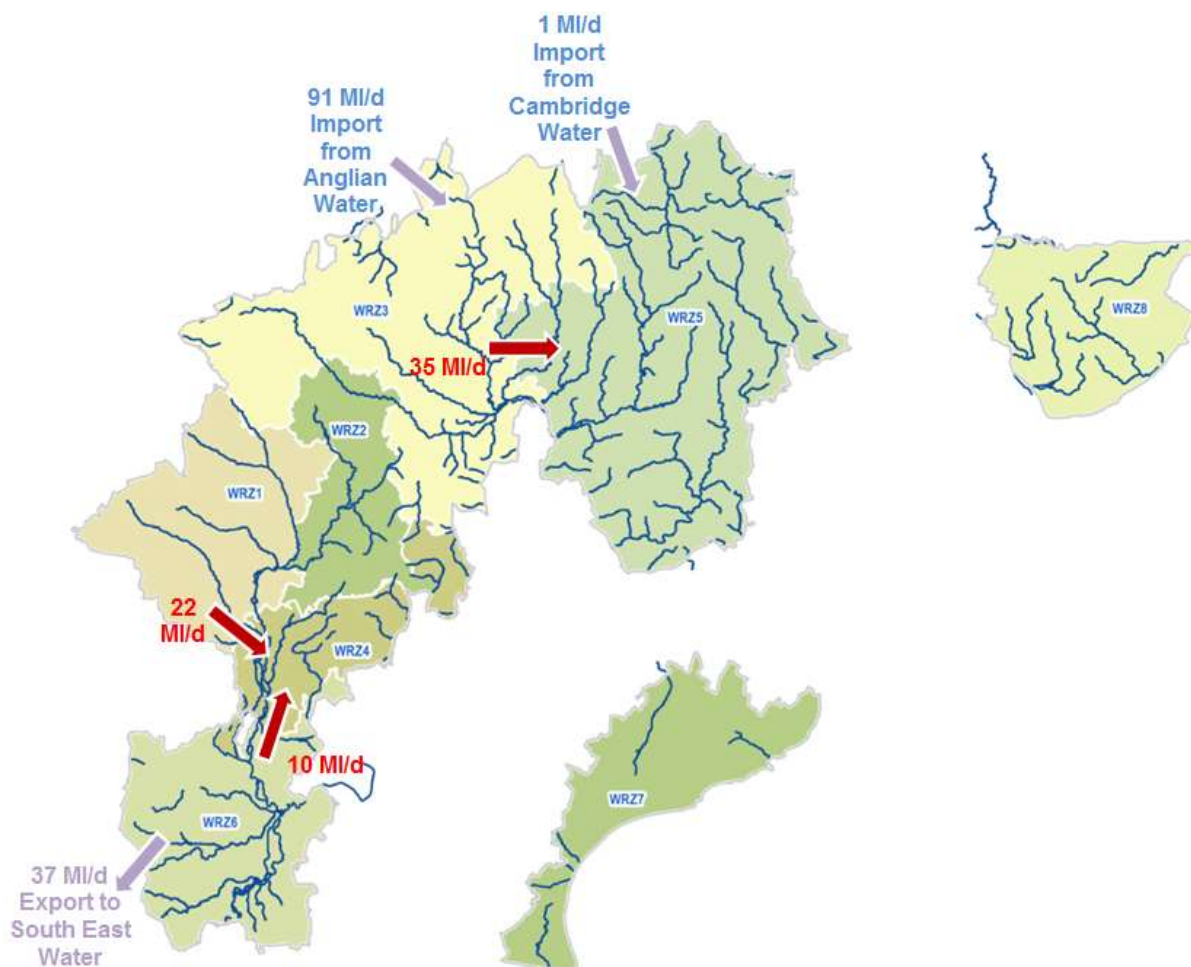 1 Ml/d
Import
from
Cambridge
Water
91 Ml/d
Import
from
Anglian
Water
WRZ3
WRZ5
WRZ8
35 Ml/d
WRZ2
WRZ1
22
Ml/d
WRZ4
10 Ml/d
WRZ7
WRZ6
37 Ml/d
Export to
South East
Water